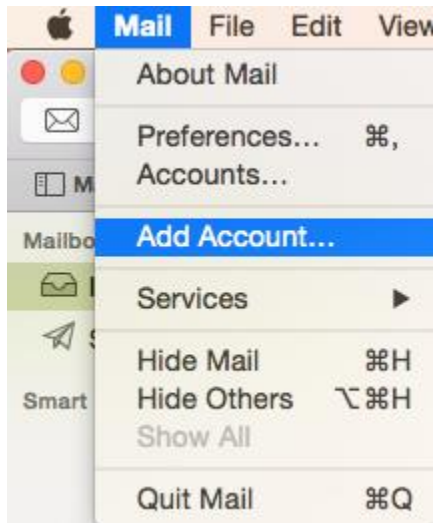 Mail File Edit View
About Mail
Preferences... ⌘,
Accounts...
Add Account...
Services ▶
Hide Mail ⌘H
Hide Others ⌥⌘H
Show All
Quit Mail ⌘Q
Smart